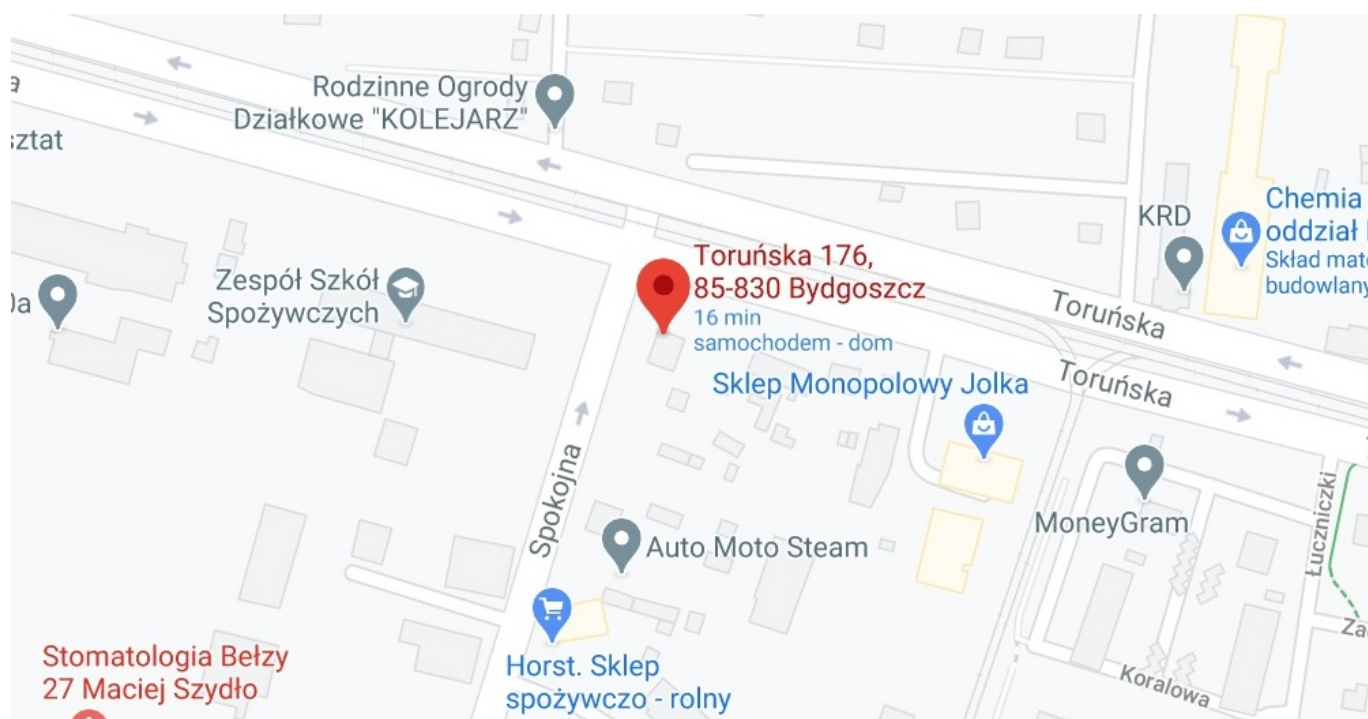 Rodzinne Ogrody
Działkowe "KOLEJARZ"
sztat
Chemia
oddział
Skład mate
budowlany
KRD
Toruńska 176,
85-830 Bydgoszcz
16 min
samochodem - dom
Zespół Szkół
Spożywczych
0a
Toruńska
Toruńska
Sklep Monopolowy Jolka
Spokojna
MoneyGram
Łuczniczki
Auto Moto Steam
Za
Horst. Sklep
spożywczo - rolny
Koralowa
Stomatologia Bełzy
27 Maciej Szydło